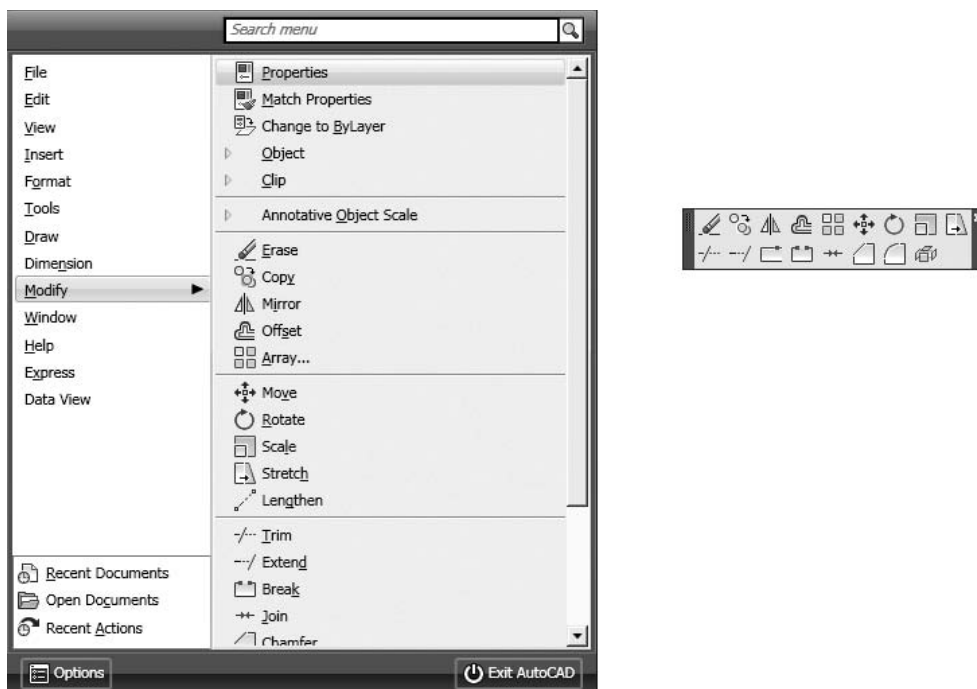 Search menu
File
Edit
View
Insert
Format
Tools
Draw
Dimension
Modify
Window
Help
Express
Data View
Recent Documents
Open Documents
Recent Actions
Properties
Match Properties
Change to ByLayer
Object
Clip
Annotative Object Scale
Erase
Copy
Mirror
Offset
Array...
Move
Rotate
Scale
Stretch
Lengthen
Trim
Extend
Break
Join
Chamfer
Options
Exit AutoCAD